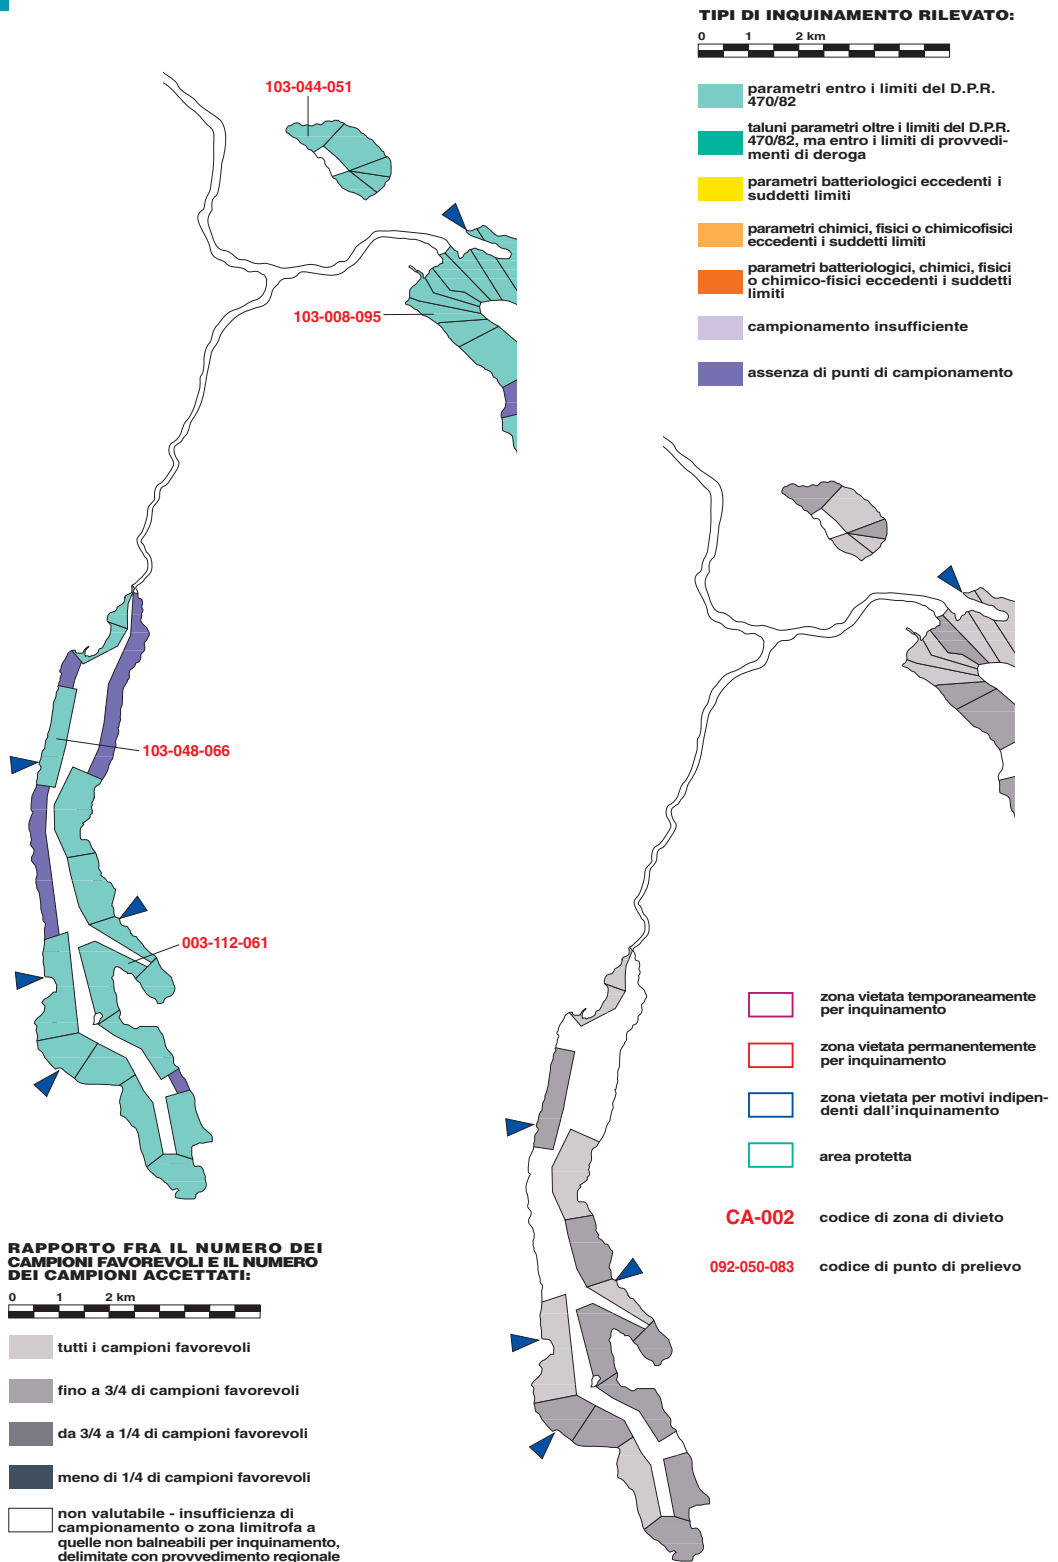 TIPI DI INQUINAMENTO RILEVATO:
0 1 2 km
parametri entro i limiti del D.P.R.
470/82
taluni parametri oltre i limiti del D.P.R.
470/82, ma entro i limiti di provvedi-
menti di deroga
parametri batteriologici eccedenti i
suddetti limiti
parametri chimici, fisici o chimicofisici
eccedenti i suddetti limiti
parametri batteriologici, chimici, fisici
o chimico-fisici eccedenti i suddetti
limiti
campionamento insufficiente
assenza di punti di campionamento
103-044-051
103-008-095
103-048-066
003-112-061
zona vietata temporaneamente
per inquinamento
zona vietata permanentemente
per inquinamento
zona vietata per motivi indipen-
denti dall'inquinamento
area protetta
CA-002 codice di zona di divieto
092-050-083 codice di punto di prelievo
RAPPORTO FRA IL NUMERO DEI
CAMPIONI FAVOREVOLI E IL NUMERO
DEI CAMPIONI ACCETTATI:
0 1 2 km
tutti i campioni favorevoli
fino a 3/4 di campioni favorevoli
da 3/4 a 1/4 di campioni favorevoli
meno di 1/4 di campioni favorevoli
non valutabile - insufficienza di
campionamento o zona limitrofa a
quelle non balneabili per inquinamento,
delimitate con provvedimento regionale